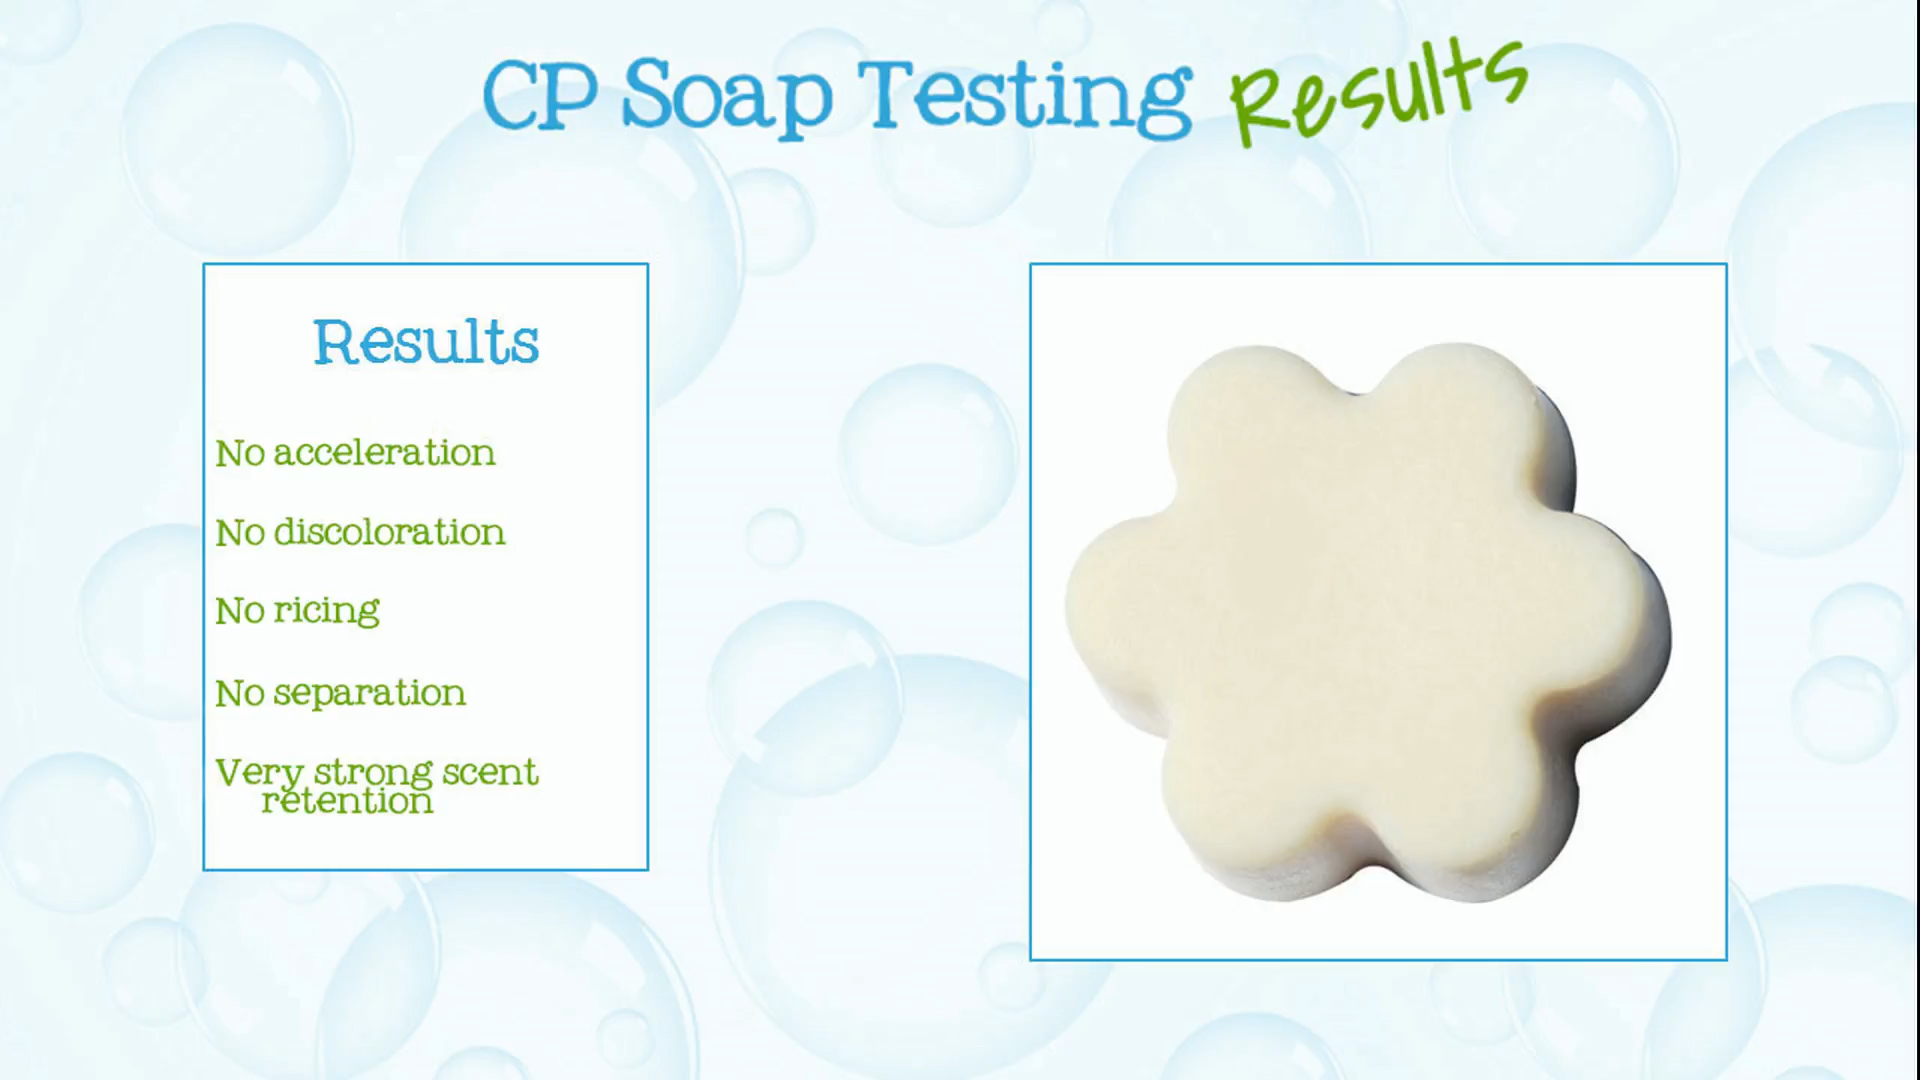 CP Soap Testing Results
Results
No acceleration
No discoloration
No ricing
No separation
Very strong scent
retention